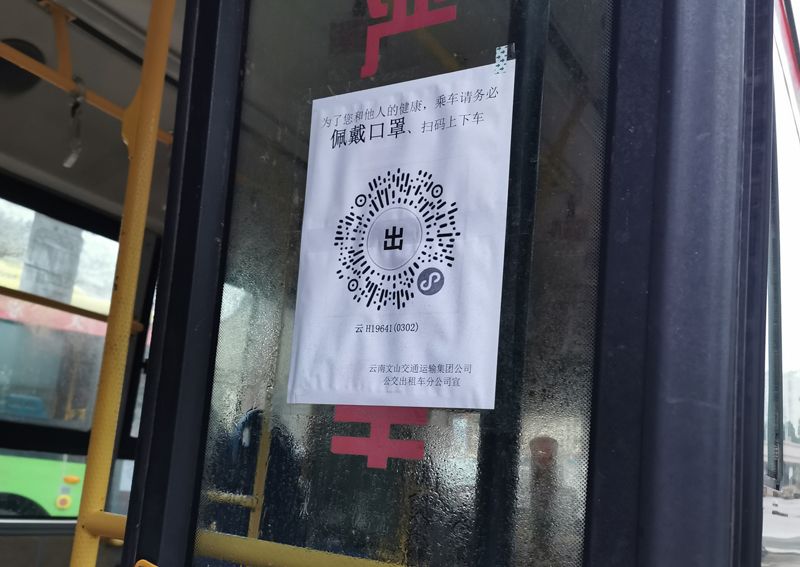 严
为了您和他人的健康，乘车请务必
佩戴口罩、扫码上下车
出
云H19641(0302)
云南文山交通运输集团公司
公交出租车分公司宣